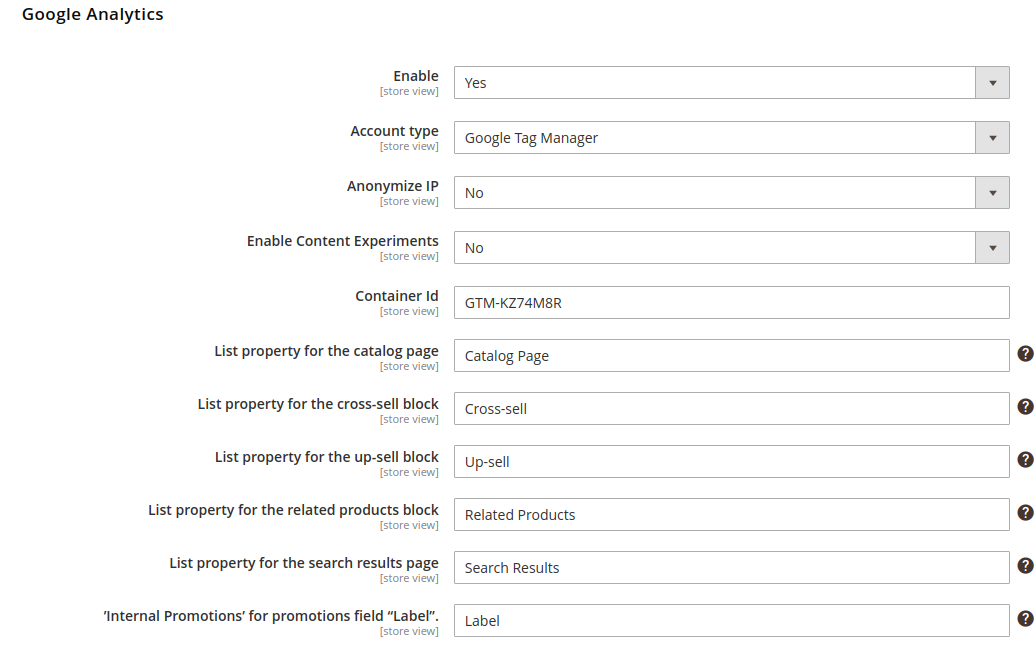 Google Analytics
Enable
[store view]
Yes
Account type
[store view]
Google Tag Manager
Anonymize IP
[store view]
No
Enable Content Experiments
[store view]
No
Container Id
[store view]
GTM-KZ74M8R
List property for the catalog page
[store view]
Catalog Page
?
List property for the cross-sell block
[store view]
Cross-sell
?
List property for the up-sell block
[store view]
Up-sell
?
List property for the related products block
[store view]
Related Products
?
List property for the search results page
[store view]
Search Results
?
’Internal Promotions’ for promotions field “Label”.
[store view]
Label
?